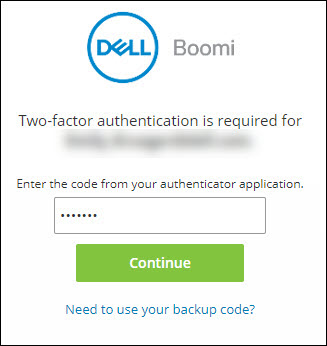 DELL Boomi
Two-factor authentication is required for
Enter the code from your authenticator application.
•••••••
Continue
Need to use your backup code?